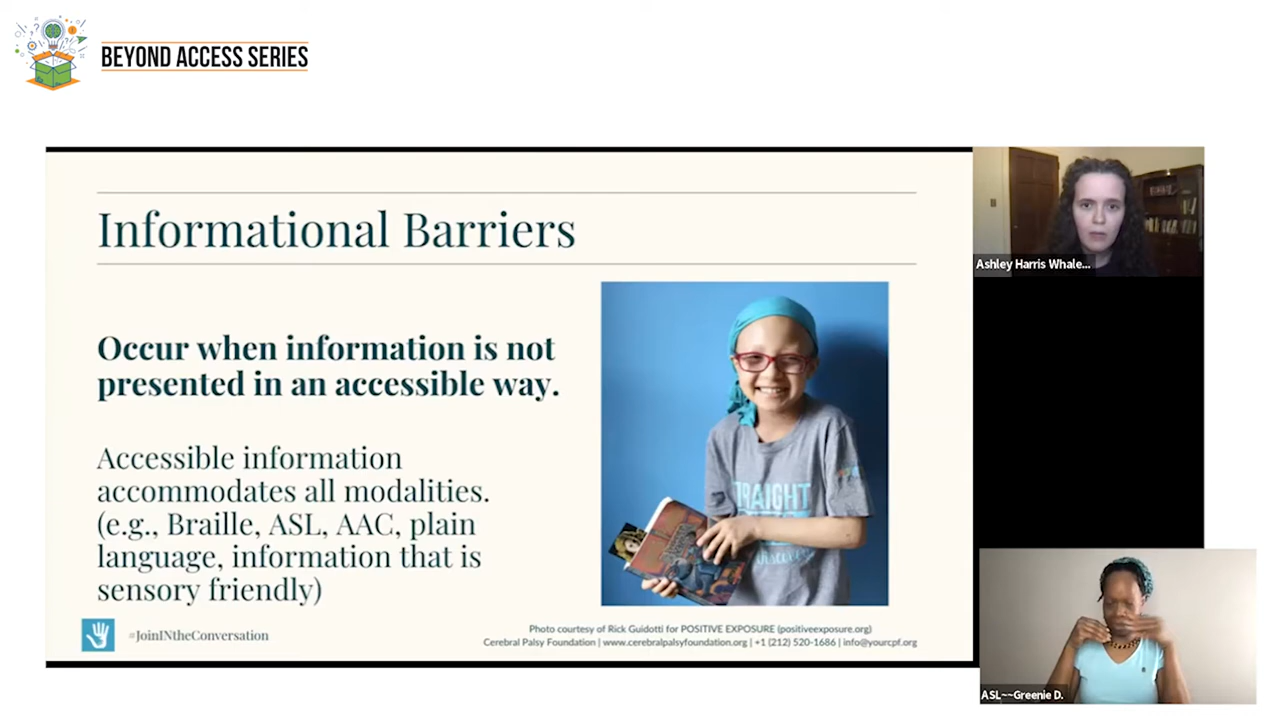 BEYOND ACCESS SERIES
Informational Barriers
Occur when information is not
presented in an accessible way.
Accessible information
accommodates all modalities.
(e.g., Braille, ASL, AAC, plain
language, information that is
sensory friendly)
#JoinINtheConversation
Photo courtesy of Rick Guidotti for POSITIVE EXPOSURE (positiveexposure.org)
Cerebral Palsy Foundation | www.cerebralpalsyfoundation.org | +1 (212) 520-1686 | info@yourcpf.org
Ashley Harris Whale...
ASL~~Greenie D.